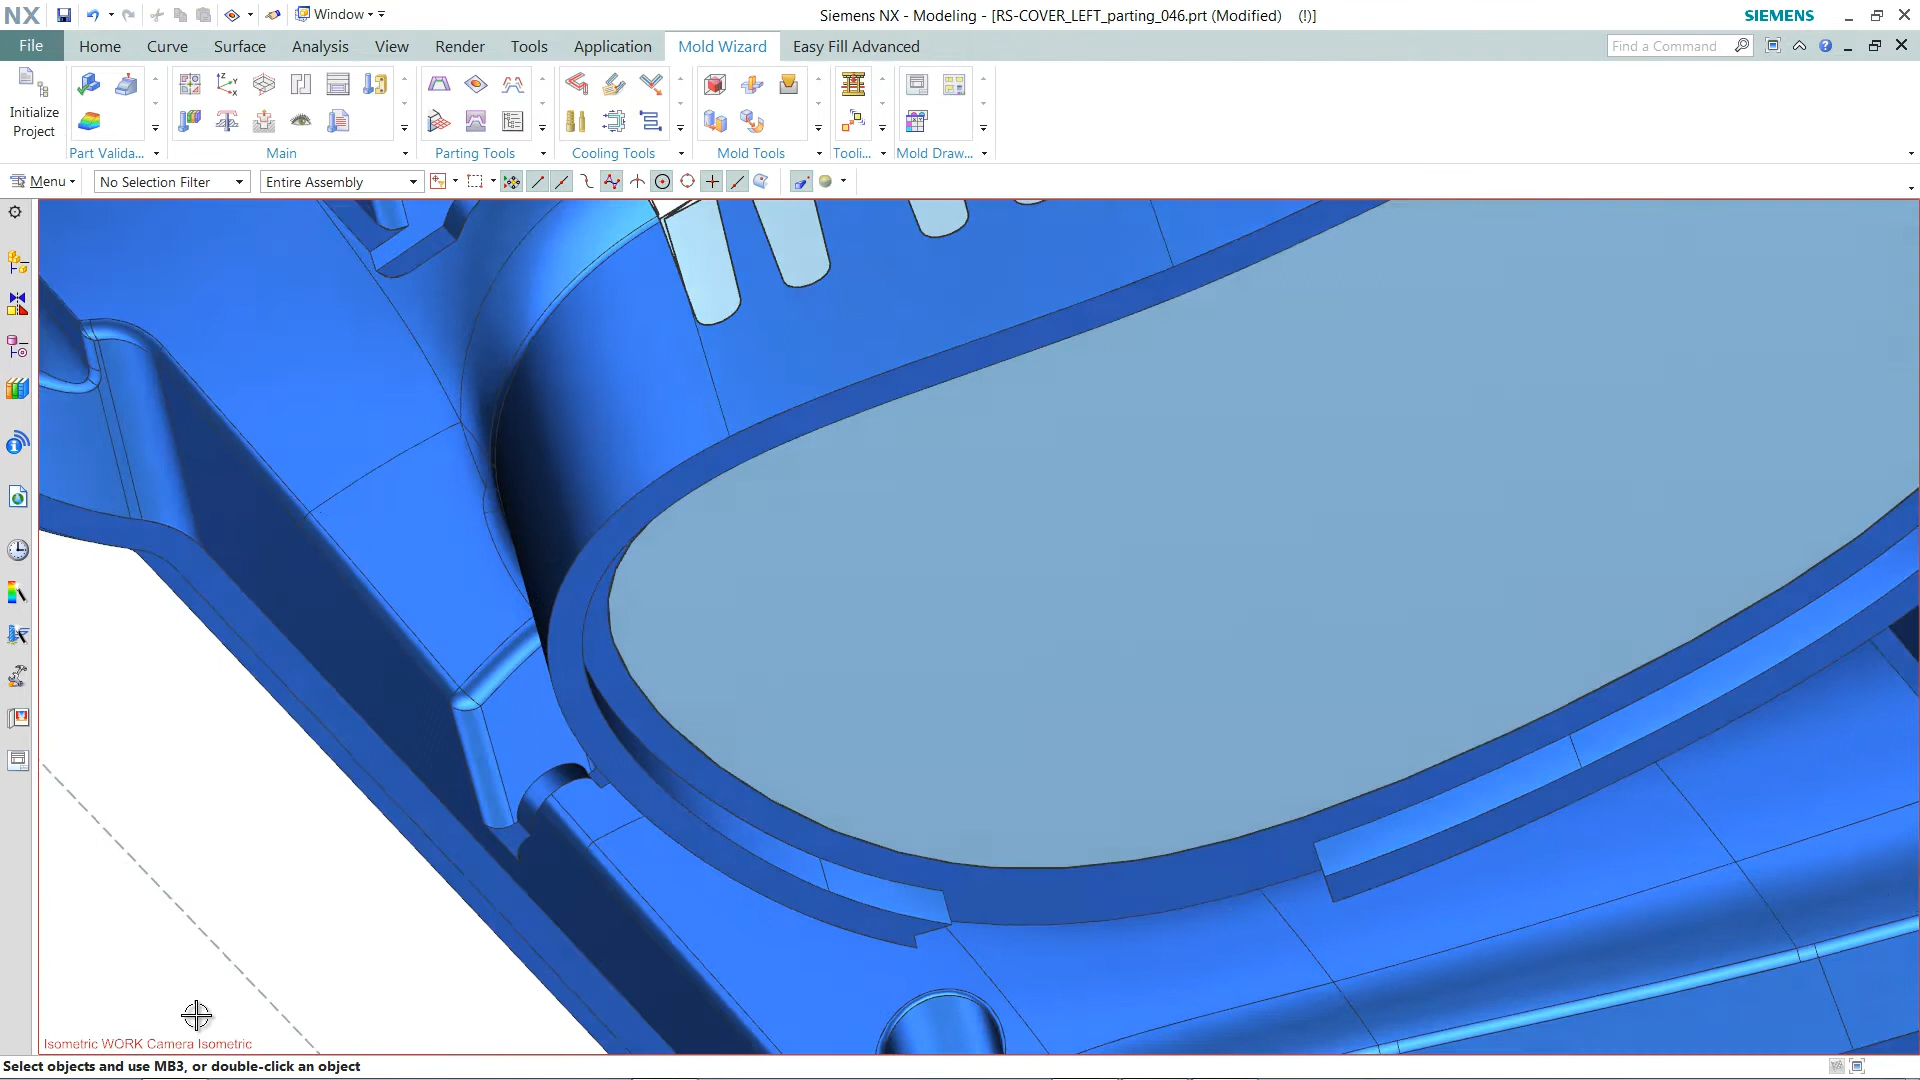 NX
Window
Siemens NX - Modeling - [RS-COVER_LEFT_parting_046.prt (Modified) (!)]
SIEMENS
File
Home
Curve
Surface
Analysis
View
Render
Tools
Application
Mold Wizard
Easy Fill Advanced
Find a Command
Initialize
Project
Part Valida...
Main
Parting Tools
Cooling Tools
Mold Tools
Tooli...
Mold Draw...
Menu
No Selection Filter
Entire Assembly
Isometric WORK Camera Isometric
Select objects and use MB3, or double-click an object